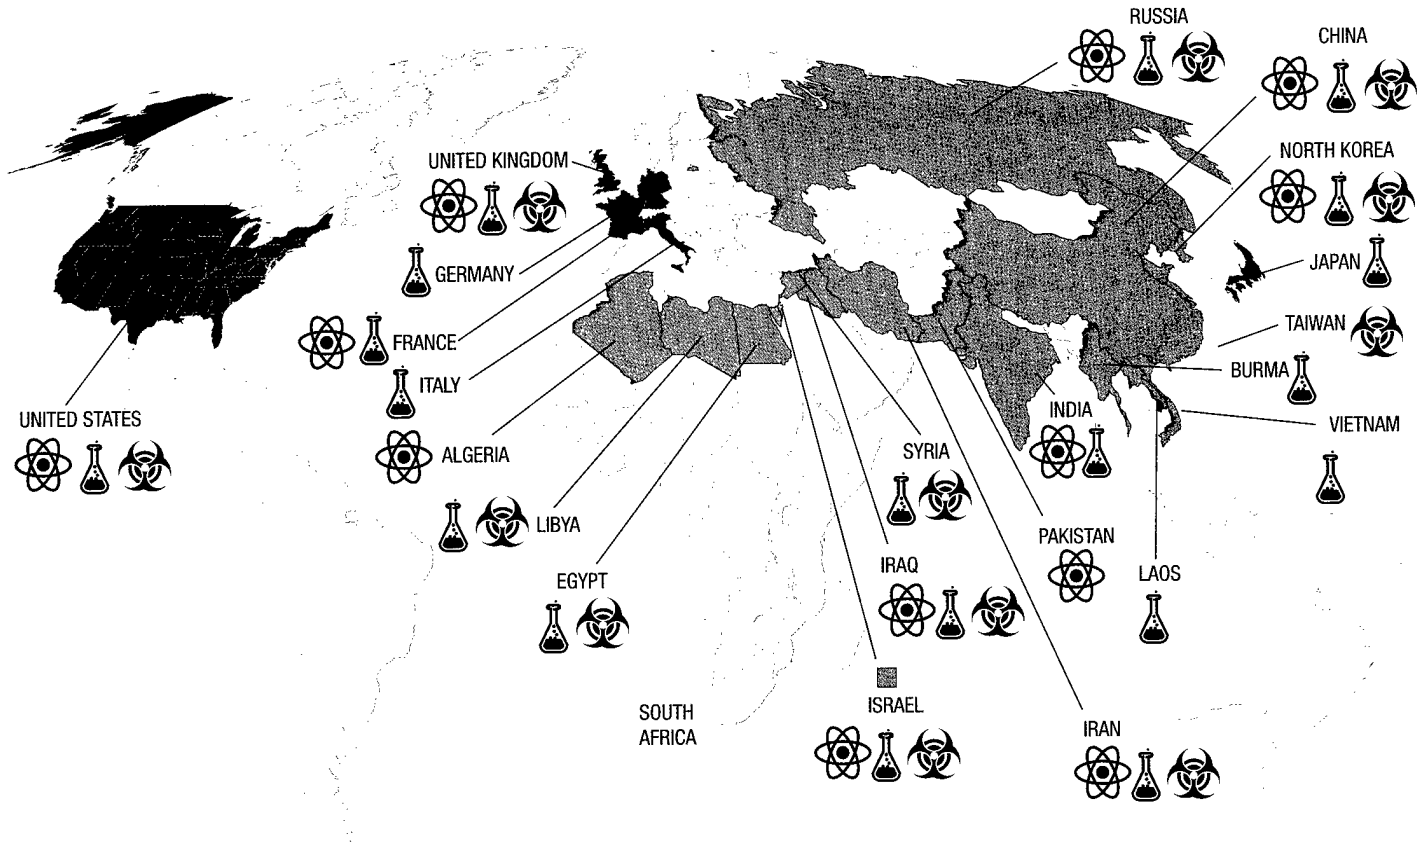 RUSSIA
CHINA
UNITED KINGDOM
NORTH KOREA
GERMANY
JAPAN
TAIWAN
FRANCE
BURMA
ITALY
UNITED STATES
INDIA
VIETNAM
ALGERIA
SYRIA
LIBYA
PAKISTAN
IRAQ
LAOS
EGYPT
ISRAEL
SOUTH
AFRICA
IRAN